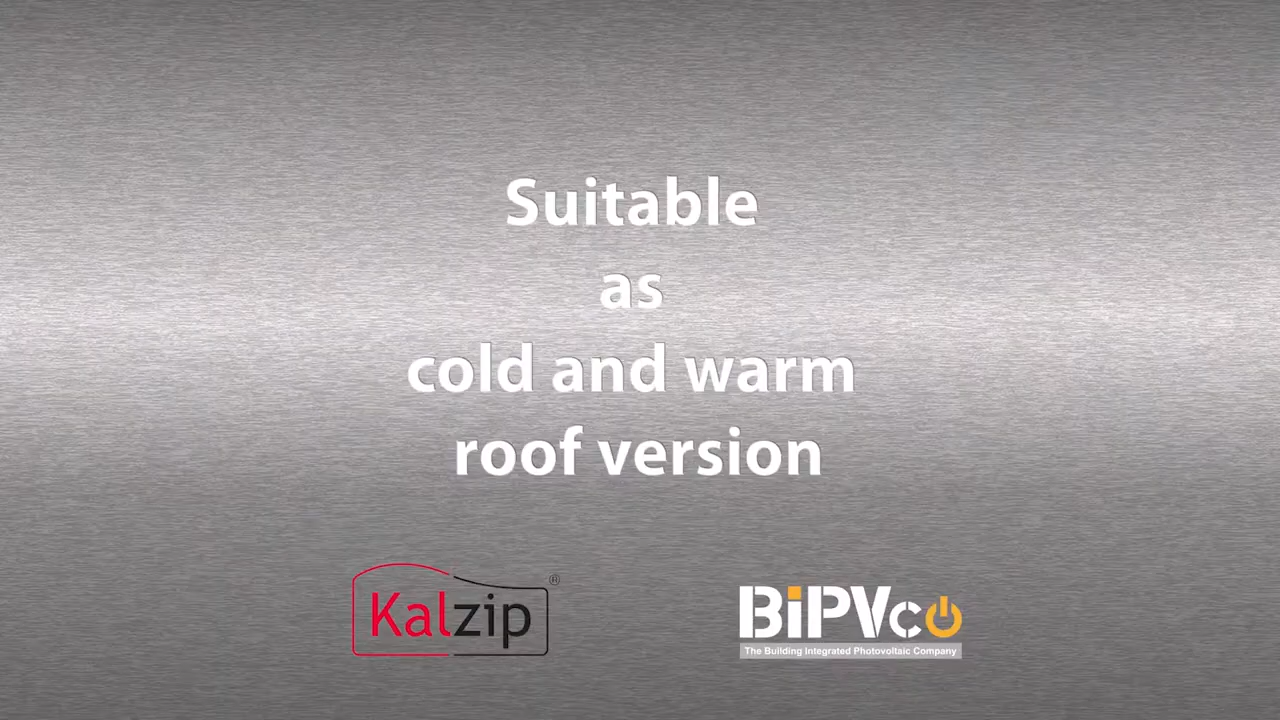 Suitable
as
cold and warm
roof version
Kalzip®
BiPVco
The Building Integrated Photovoltaic Company